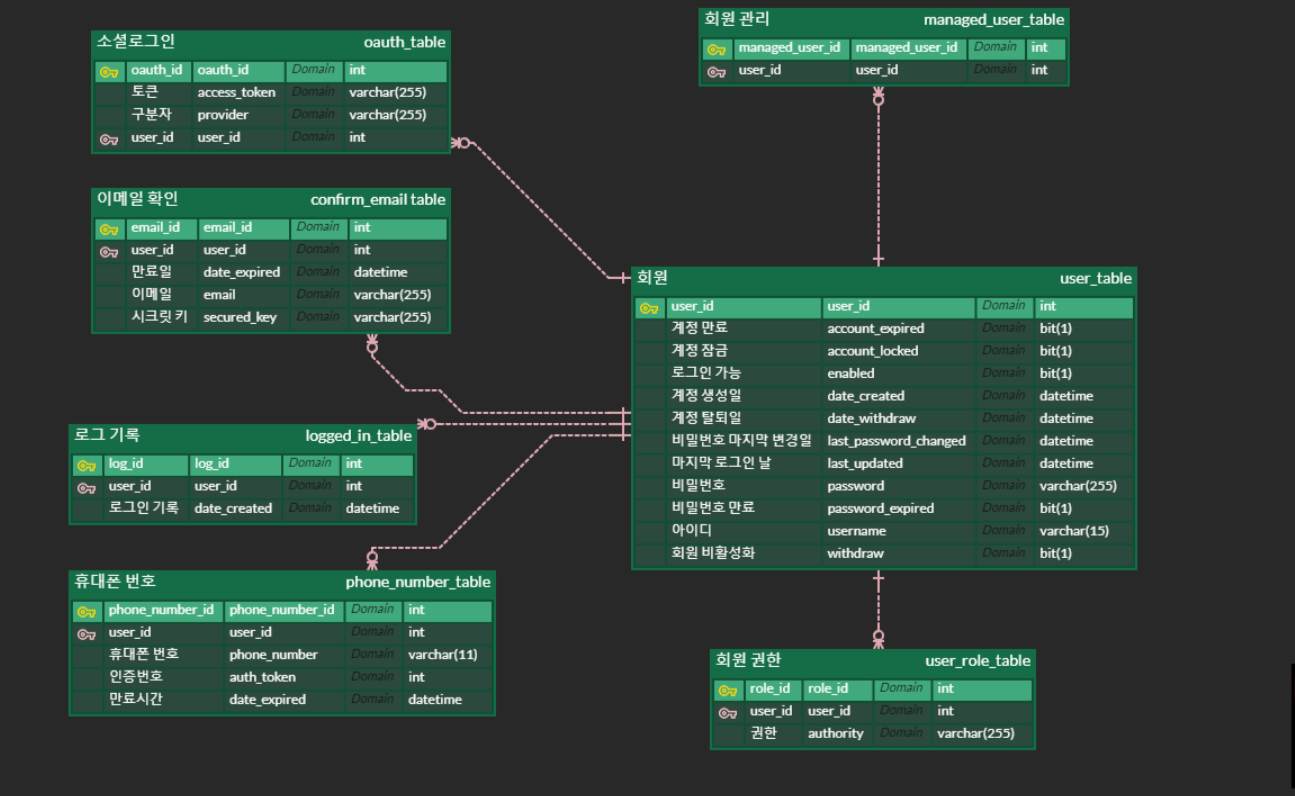 소셜로그인 oauth_table
oauth_id oauth_id Domain int
토큰 access_token Domain varchar(255)
구분자 provider Domain varchar(255)
user_id user_id Domain int
회원 관리 managed_user_table
managed_user_id managed_user_id Domain int
user_id user_id Domain int
이메일 확인 confirm_email table
email_id email_id Domain int
user_id user_id Domain int
만료일 date_expired Domain datetime
이메일 email Domain varchar(255)
시크릿 키 secured_key Domain varchar(255)
회원 user_table
user_id user_id Domain int
계정 만료 account_expired Domain bit(1)
계정 잠금 account_locked Domain bit(1)
로그인 가능 enabled Domain bit(1)
계정 생성일 date_created Domain datetime
계정 탈퇴일 date_withdraw Domain datetime
비밀번호 마지막 변경일 last_password_changed Domain datetime
마지막 로그인 날 last_updated Domain datetime
비밀번호 password Domain varchar(255)
비밀번호 만료 password_expired Domain bit(1)
아이디 username Domain varchar(15)
회원 비활성화 withdraw Domain bit(1)
로그 기록 logged_in_table
log_id log_id Domain int
user_id user_id Domain int
로그인 기록 date_created Domain datetime
휴대폰 번호 phone_number_table
phone_number_id phone_number_id Domain int
user_id user_id Domain int
휴대폰 번호 phone_number Domain varchar(11)
인증번호 auth_token Domain int
만료시간 date_expired Domain datetime
회원 권한 user_role_table
role_id role_id Domain int
user_id user_id Domain int
권한 authority Domain varchar(255)